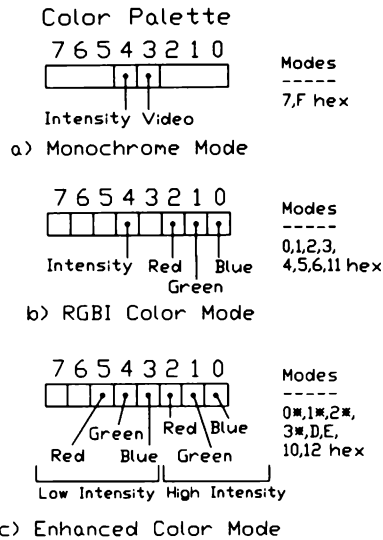 Color Palette
7 6 5 4 3 2 1 0
Intensity Video
Modes
-----
7,F hex
a) Monochrome Mode
7 6 5 4 3 2 1 0
Intensity Red Blue
Green
Modes
-----
0,1,2,3,
4,5,6,11 hex
b) RGBI Color Mode
7 6 5 4 3 2 1 0
Green Red Blue
Red Blue Green
Low Intensity High Intensity
Modes
-----
0*,1*,2*,
3*,D,E,
10,12 hex
c) Enhanced Color Mode